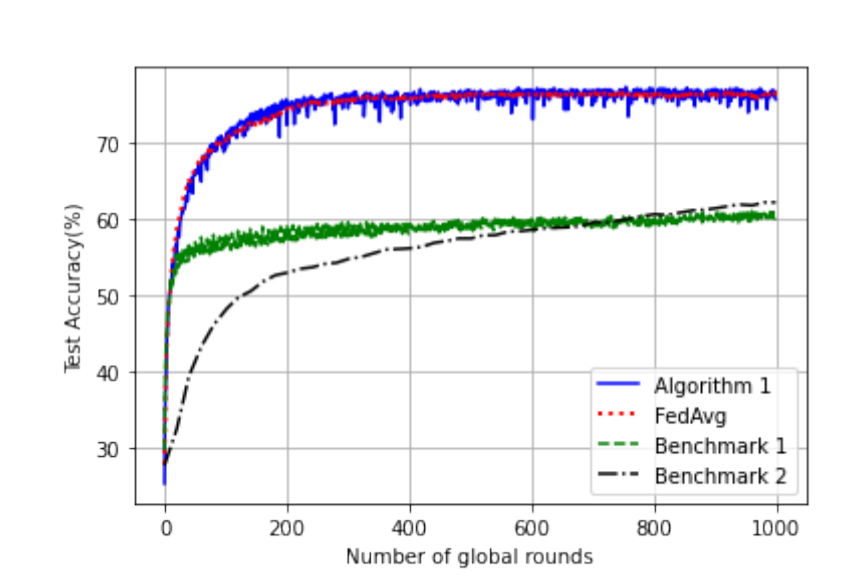 70
60
50
40
30
Test Accuracy(%)
Algorithm 1
FedAvg
Benchmark 1
Benchmark 2
0 200 400 600 800 1000
Number of global rounds